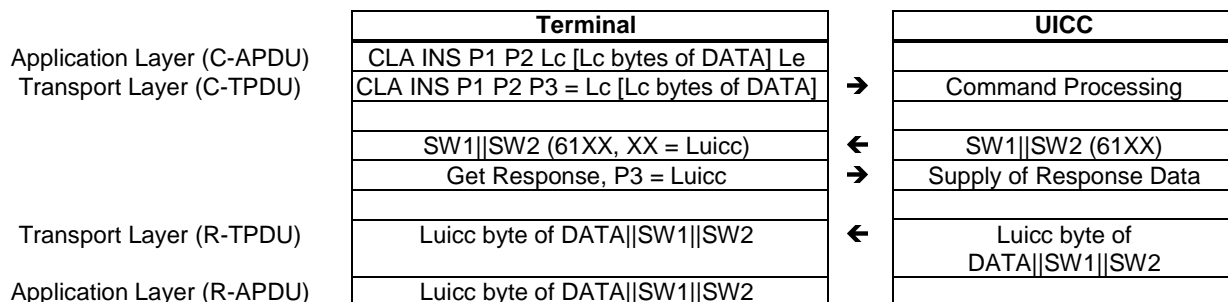 Terminal UICC
Application Layer (C-APDU) CLA INS P1 P2 Lc [Lc bytes of DATA] Le
Transport Layer (C-TPDU) CLA INS P1 P2 P3 = Lc [Lc bytes of DATA] ➔ Command Processing
SW1||SW2 (61XX, XX = Luicc) 🡸 SW1||SW2 (61XX)
Get Response, P3 = Luicc ➔ Supply of Response Data
Transport Layer (R-TPDU) Luicc byte of DATA||SW1||SW2 🡸 Luicc byte of
DATA||SW1||SW2
Application Layer (R-APDU) Luicc byte of DATA||SW1||SW2